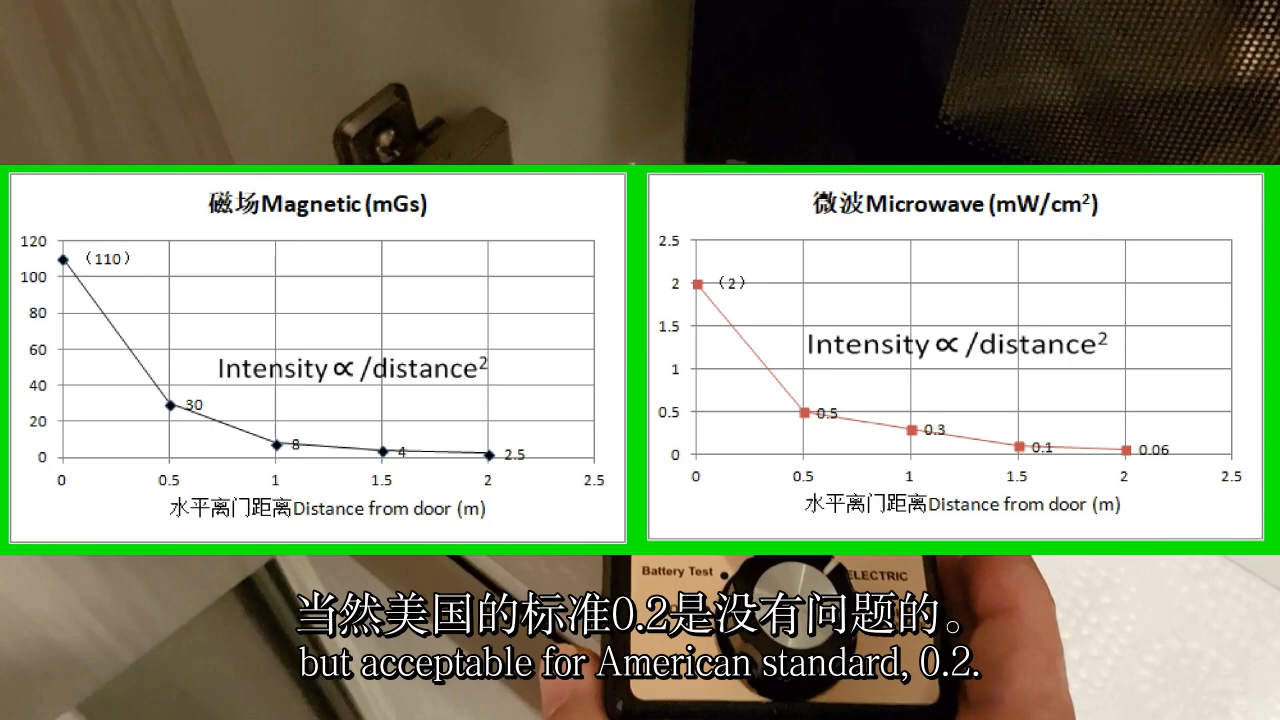 磁场Magnetic (mGs)
120
100
80
60
40
20
0
（110）
30
8
4
2.5
Intensity ∝ /distance²
0 0.5 1 1.5 2 2.5
水平离门距离Distance from door (m)
微波Microwave (mW/cm²)
2.5
2
1.5
1
0.5
0
（2）
0.5
0.3
0.1
0.06
Intensity ∝ /distance²
0 0.5 1 1.5 2 2.5
水平离门距离Distance from door (m)
Battery Test
ELECTRIC
当然美国的标准0.2是没有问题的。
but acceptable for American standard, 0.2.